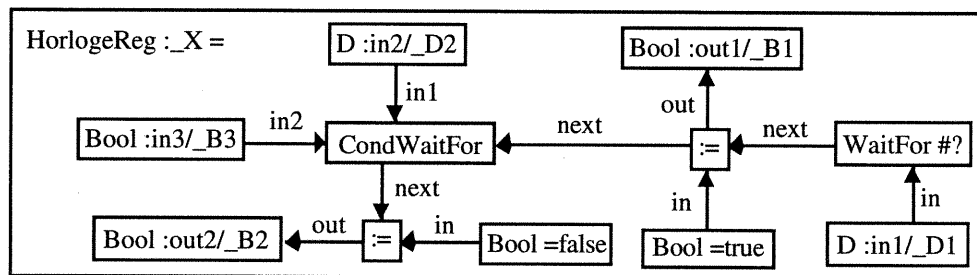 HorlogeReg :_X =
D :in2/_D2
Bool :out1/_B1
in1
out
in2
next
next
Bool :in3/_B3
CondWaitFor
:=
WaitFor #?
next
in
in
out
in
Bool :out2/_B2
:=
Bool =false
Bool =true
D :in1/_D1